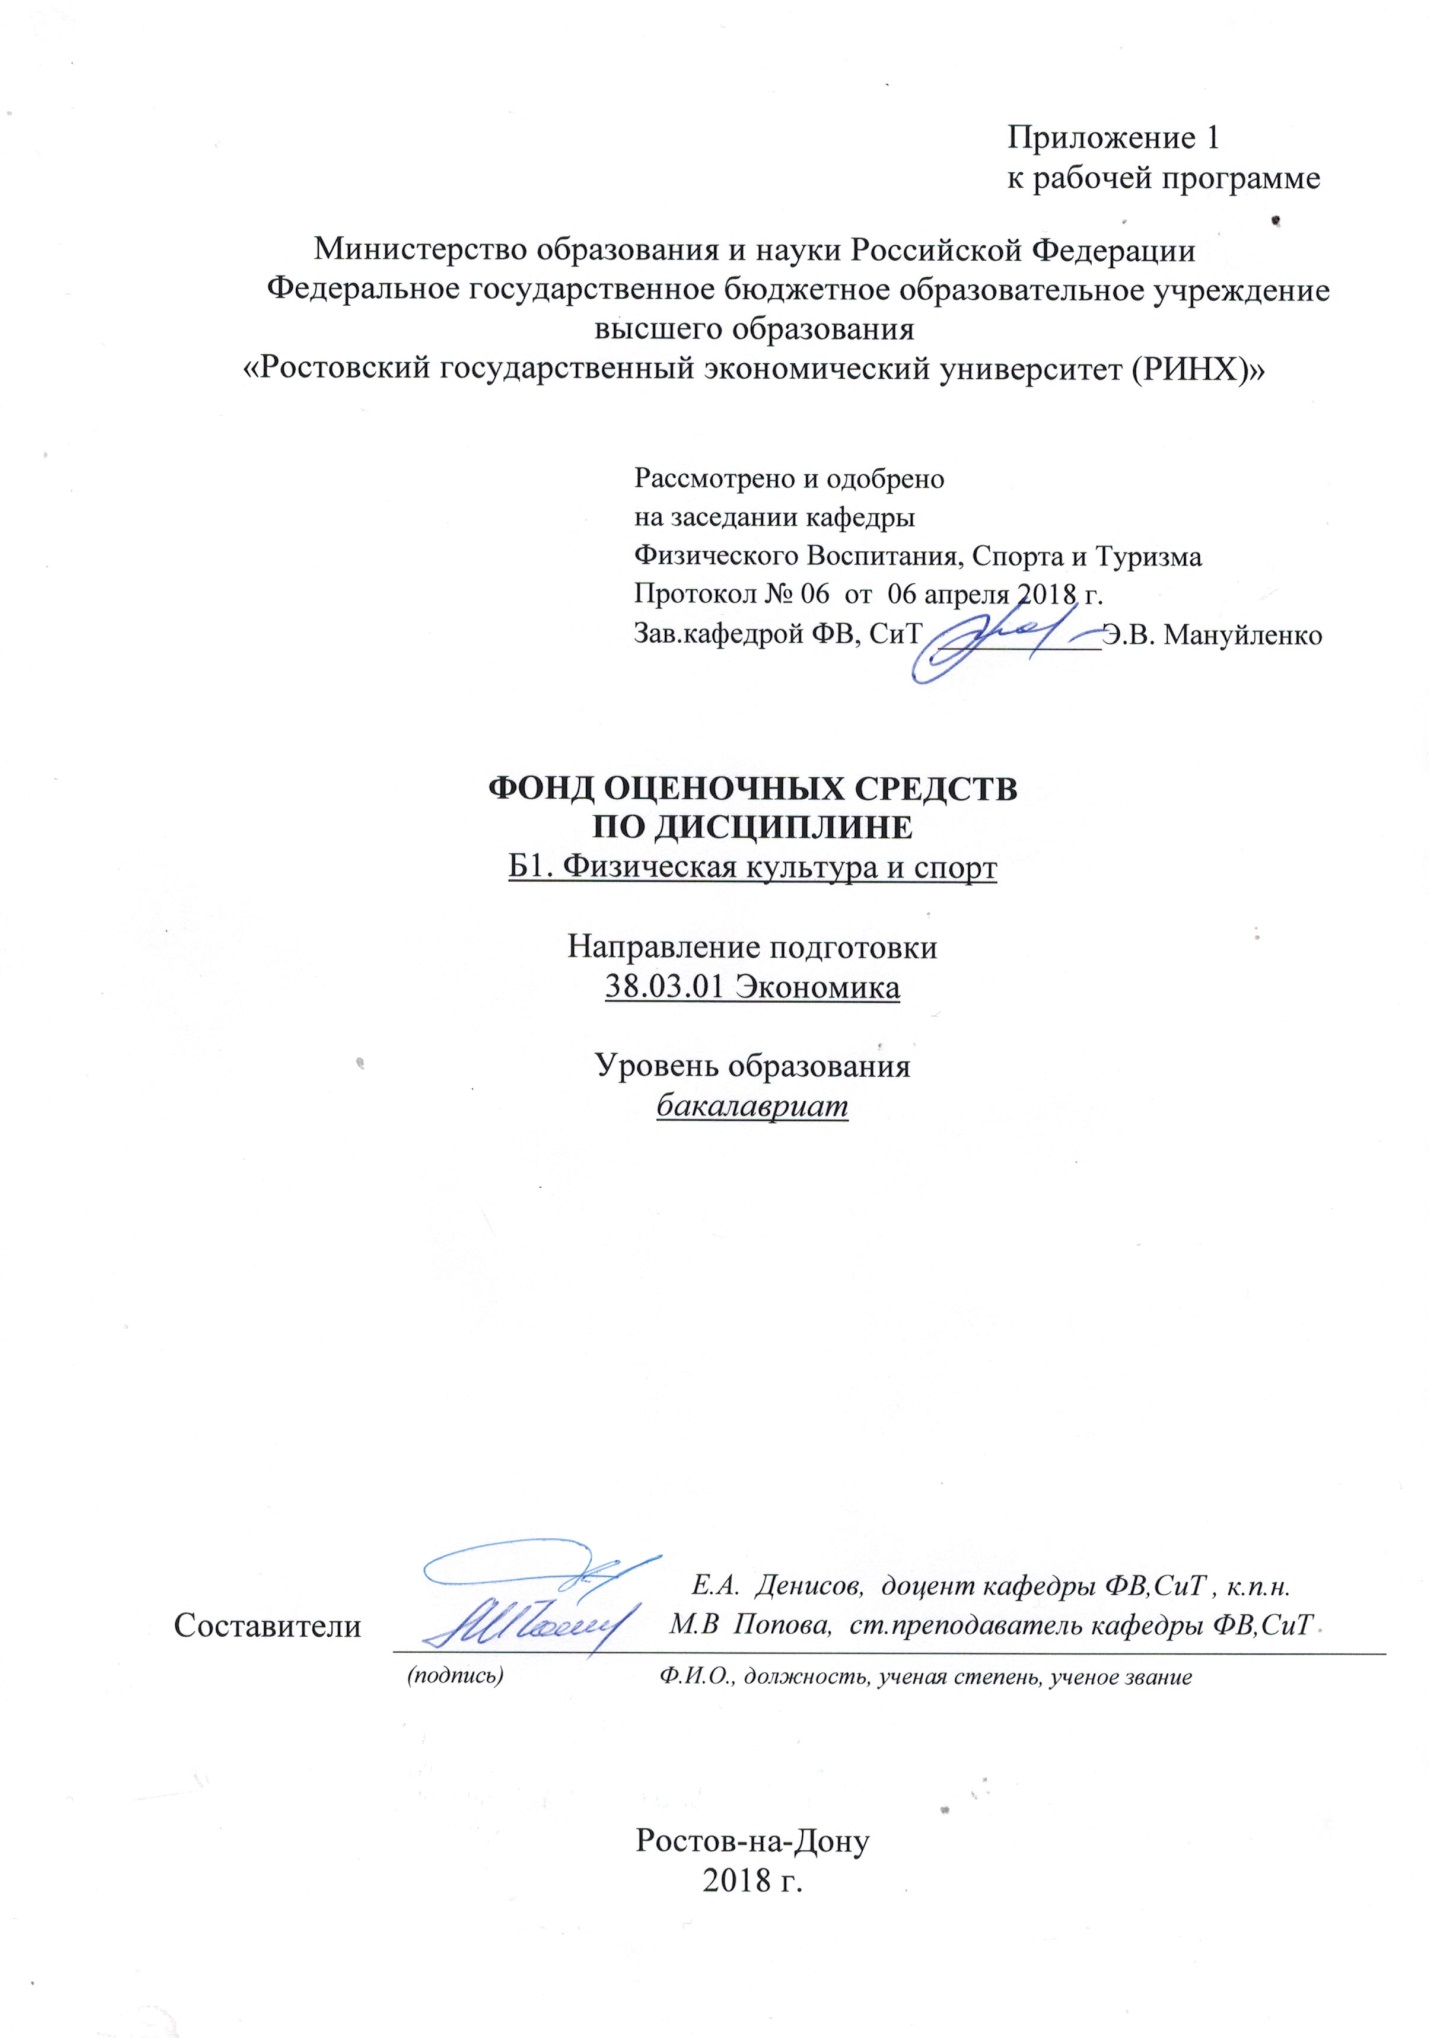 Приложение 1
к рабочей программе
Министерство образования и науки Российской Федерации
Федеральное государственное бюджетное образовательное учреждение
высшего образования
«Ростовский государственный экономический университет (РИНХ)»
Рассмотрено и одобрено
на заседании кафедры
Физического Воспитания, Спорта и Туризма
Протокол № 06 от 06 апреля 2018 г.
Зав.кафедрой ФВ, СиТ ____________Э.В. Мануйленко
ФОНД ОЦЕНОЧНЫХ СРЕДСТВ
ПО ДИСЦИПЛИНЕ
Б1. Физическая культура и спорт
Направление подготовки
38.03.01 Экономика
Уровень образования
бакалавриат
Е.А. Денисов, доцент кафедры ФВ,СиТ , к.п.н.
Составители М.В Попова, ст.преподаватель кафедры ФВ,СиТ
(подпись) Ф.И.О., должность, ученая степень, ученое звание
Ростов-на-Дону
2018 г.